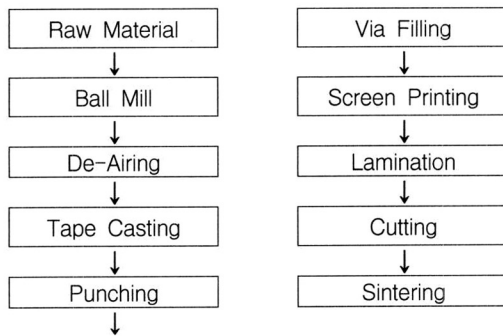 Raw Material
Ball Mill
De-Airing
Tape Casting
Punching
Via Filling
Screen Printing
Lamination
Cutting
Sintering